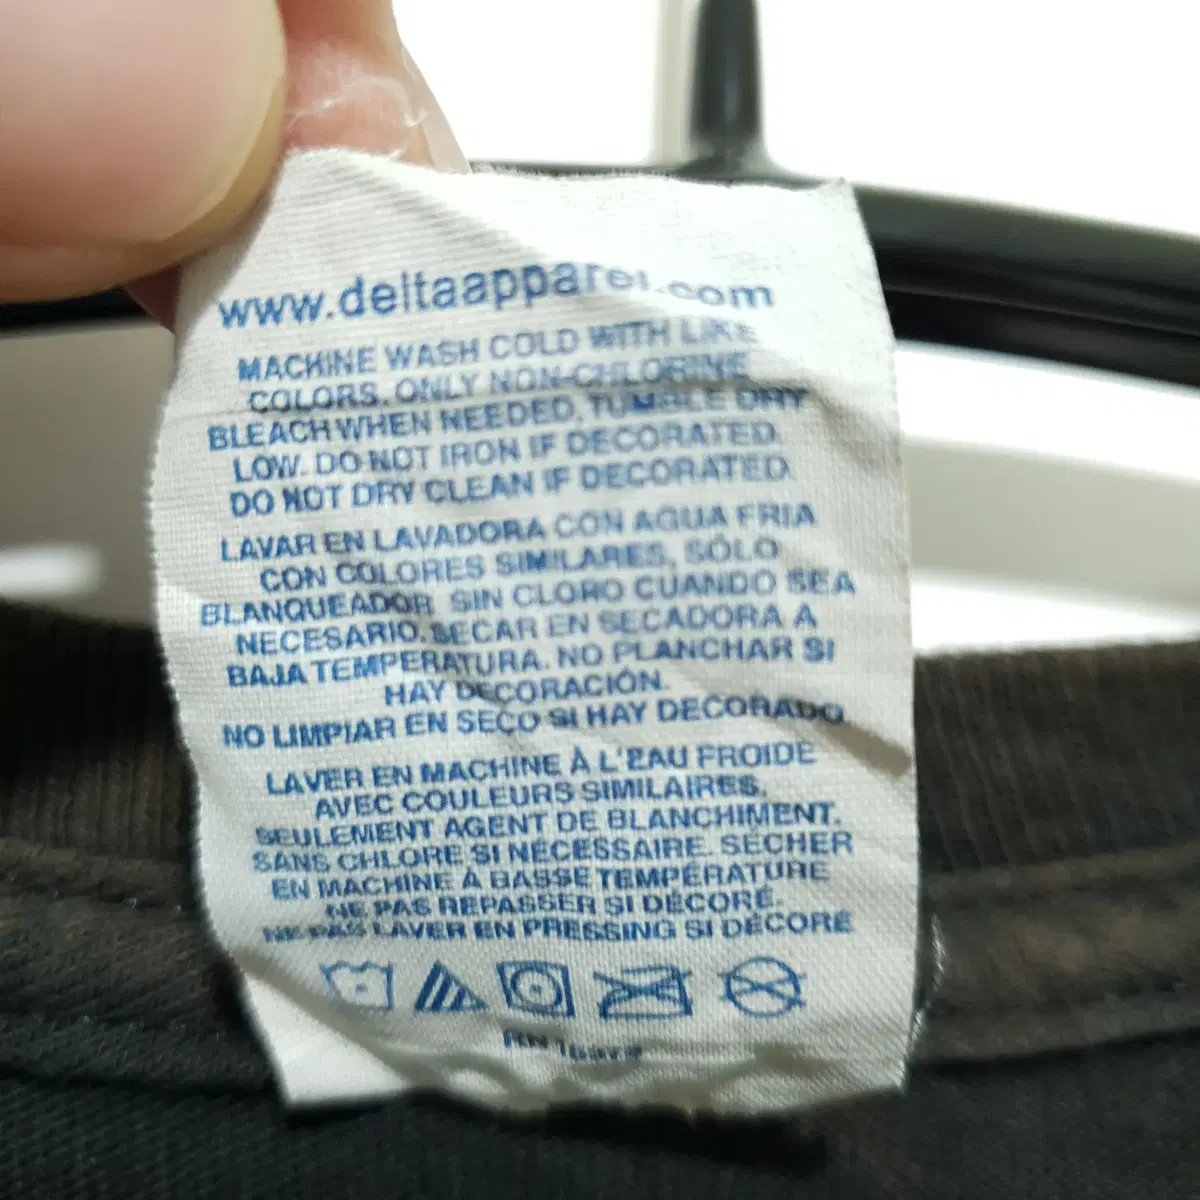 www.deltaapparel.com
MACHINE WASH COLD WITH LIKE
COLORS. ONLY NON-CHLORINE
BLEACH WHEN NEEDED. TUMBLE DRY
LOW. DO NOT IRON IF DECORATED.
DO NOT DRY CLEAN IF DECORATED.
LAVAR EN LAVADORA CON AGUA FRIA
CON COLORES SIMILARES, SÓLO
BLANQUEADOR SIN CLORO CUANDO SEA
NECESARIO. SECAR EN SECADORA A
BAJA TEMPERATURA. NO PLANCHAR SI
HAY DECORACIÓN.
NO LIMPIAR EN SECO SI HAY DECORADO
LAVER EN MACHINE À L'EAU FROIDE
AVEC COULEURS SIMILAIRES.
SEULEMENT AGENT DE BLANCHIMENT.
SANS CHLORE SI NÉCESSAIRE. SÉCHER
EN MACHINE À BASSE TEMPÉRATURE
NE PAS REPASSER SI DÉCORÉ.
NE PAS LAVER EN PRESSING SI DÉCORÉ